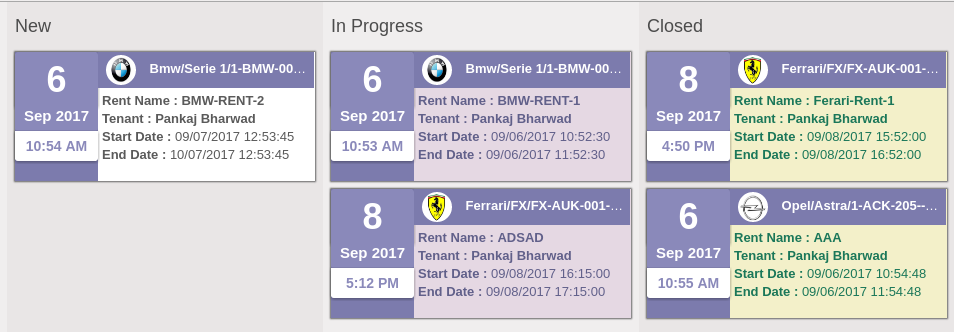 New
6
Sep 2017
10:54 AM
Bmw/Serie 1/1-BMW-00...
Rent Name : BMW-RENT-2
Tenant : Pankaj Bharwad
Start Date : 09/07/2017 12:53:45
End Date : 10/07/2017 12:53:45
In Progress
6
Sep 2017
10:53 AM
Bmw/Serie 1/1-BMW-00...
Rent Name : BMW-RENT-1
Tenant : Pankaj Bharwad
Start Date : 09/06/2017 10:52:30
End Date : 09/06/2017 11:52:30
8
Sep 2017
5:12 PM
Ferrari/FX/FX-AUK-001-...
Rent Name : ADSAD
Tenant : Pankaj Bharwad
Start Date : 09/08/2017 16:15:00
End Date : 09/08/2017 17:15:00
Closed
8
Sep 2017
4:50 PM
Ferrari/FX/FX-AUK-001-...
Rent Name : Ferari-Rent-1
Tenant : Pankaj Bharwad
Start Date : 09/08/2017 15:52:00
End Date : 09/08/2017 16:52:00
6
Sep 2017
10:55 AM
Opel/Astra/1-ACK-205--...
Rent Name : AAA
Tenant : Pankaj Bharwad
Start Date : 09/06/2017 10:54:48
End Date : 09/06/2017 11:54:48